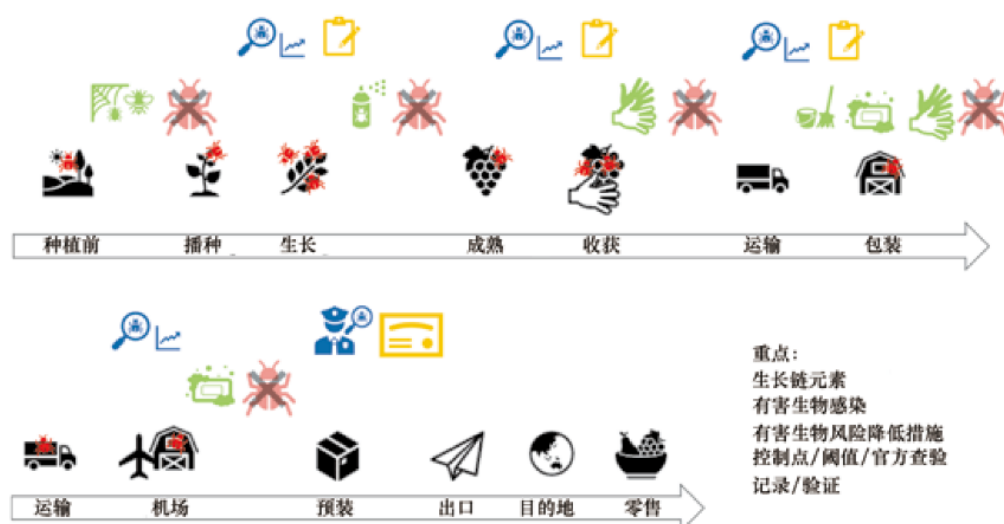 种植前 播种 生长 成熟 收获 运输 包装
重点：
生长链元素
有害生物感染
有害生物风险降低措施
控制点/阈值/官方查验
记录/验证
运输 机场 预装 出口 目的地 零售